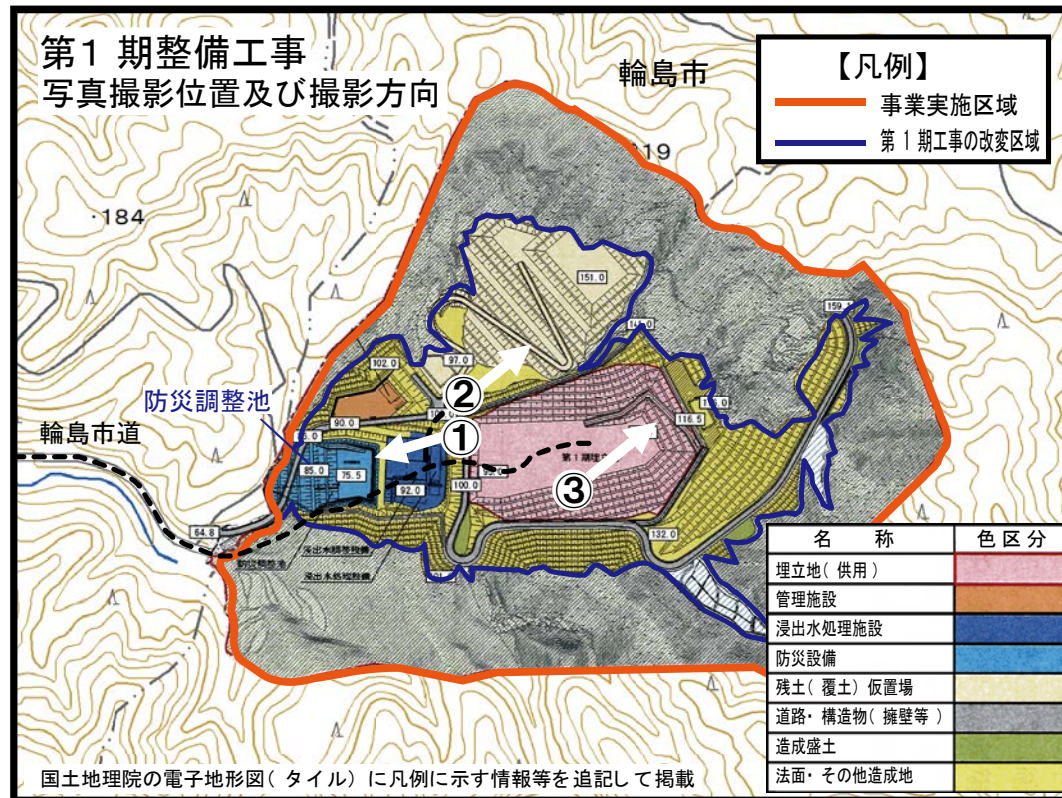 第1 期整備工事
写真撮影位置及び撮影方向
輪島市
【凡例】
事業実施区域
第 1 期工事の改変区域
319
・184
151.0
159.
97.0
102.0
116.5
防災調整池
②
90.0
①
輪島市道
85.0
75.5
92.0
100.0
③
64.8
132.0
浸出水調整設備
防災調整池
浸出水処理設備
名 称 色区分
埋立地( 供用 )
管理施設
浸出水処理施設
防災設備
残土( 覆土) 仮置場
道路・構造物( 擁壁等 )
造成盛土
法面・その他造成地
国土地理院の電子地形図( タイル) に凡例に示す情報等を追記して掲載